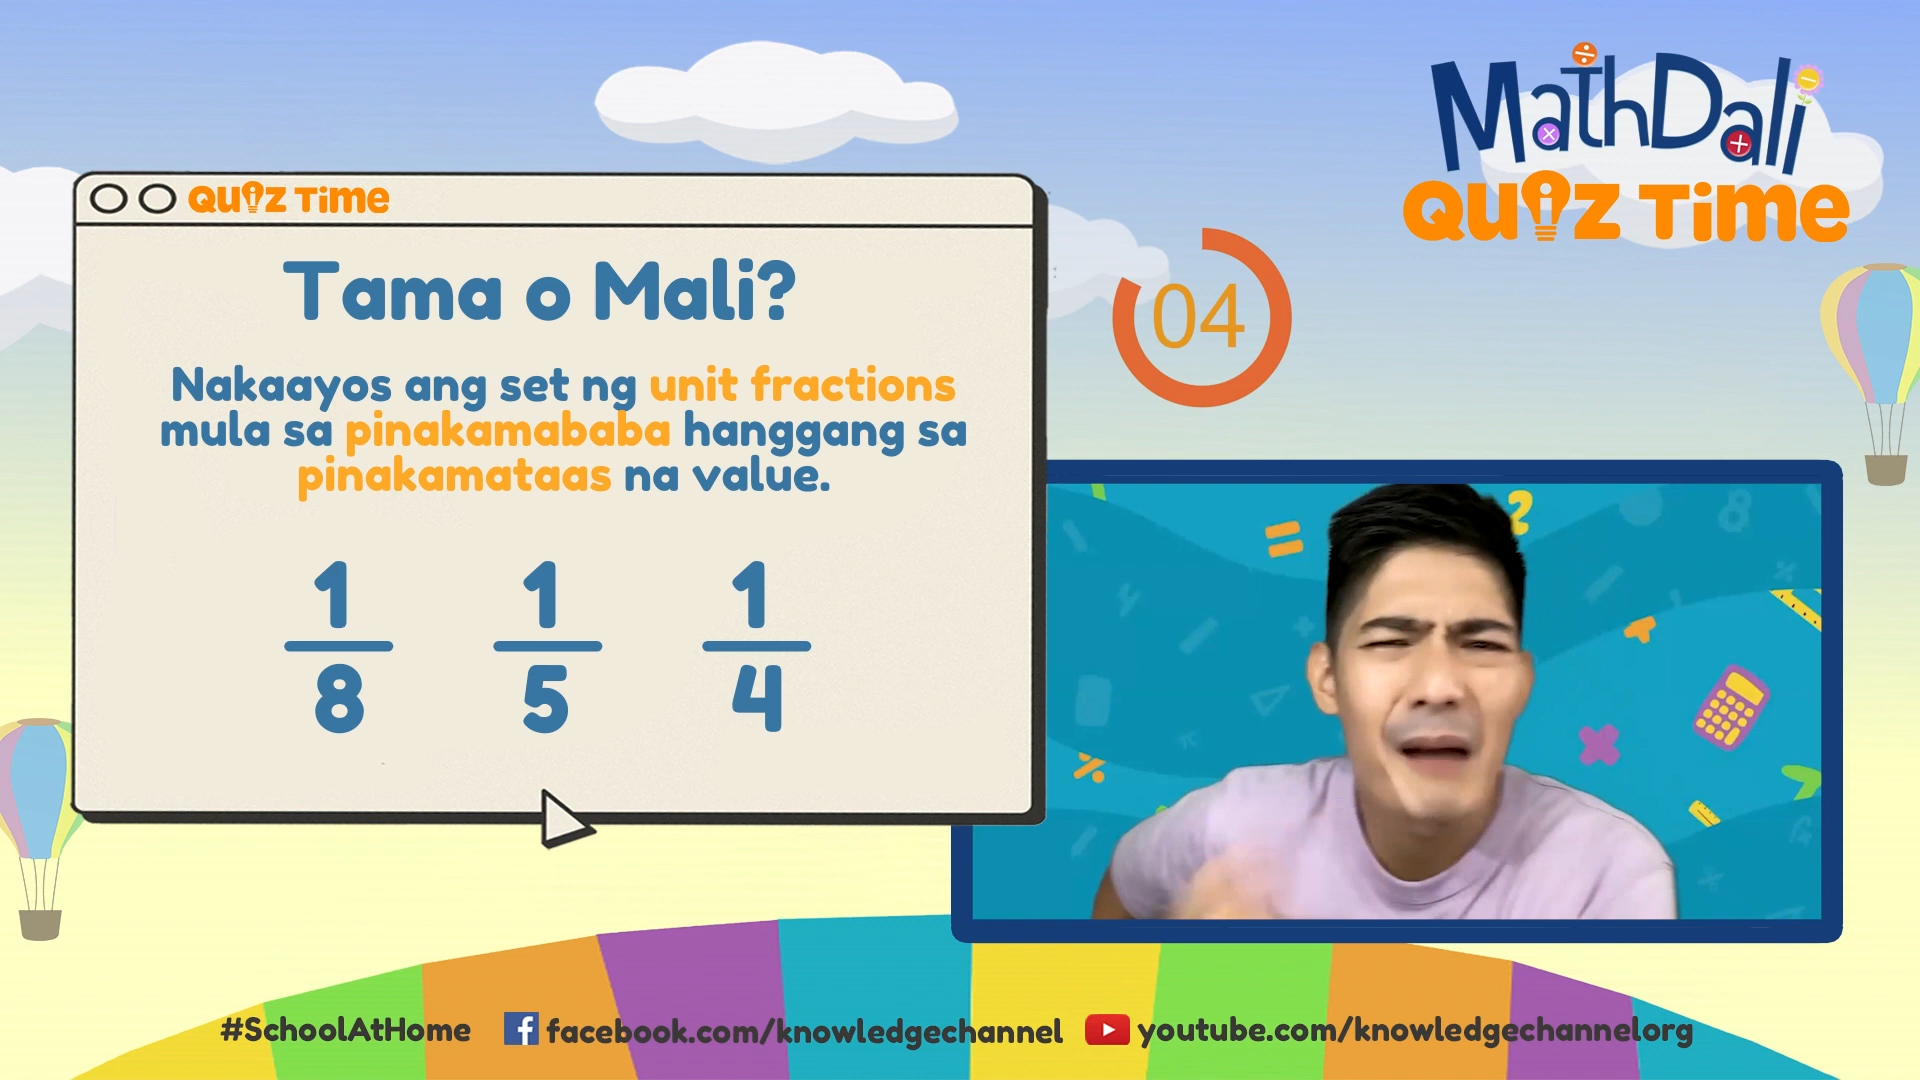 MathDali
QUiZ Time
QUiZ Time
Tama o Mali?
Nakaayos ang set ng unit fractions
mula sa pinakamababa hanggang sa
pinakamataas na value.
1 1 1
8 5 4
04
#SchoolAtHome facebook.com/knowledgechannel youtube.com/knowledgechannelorg